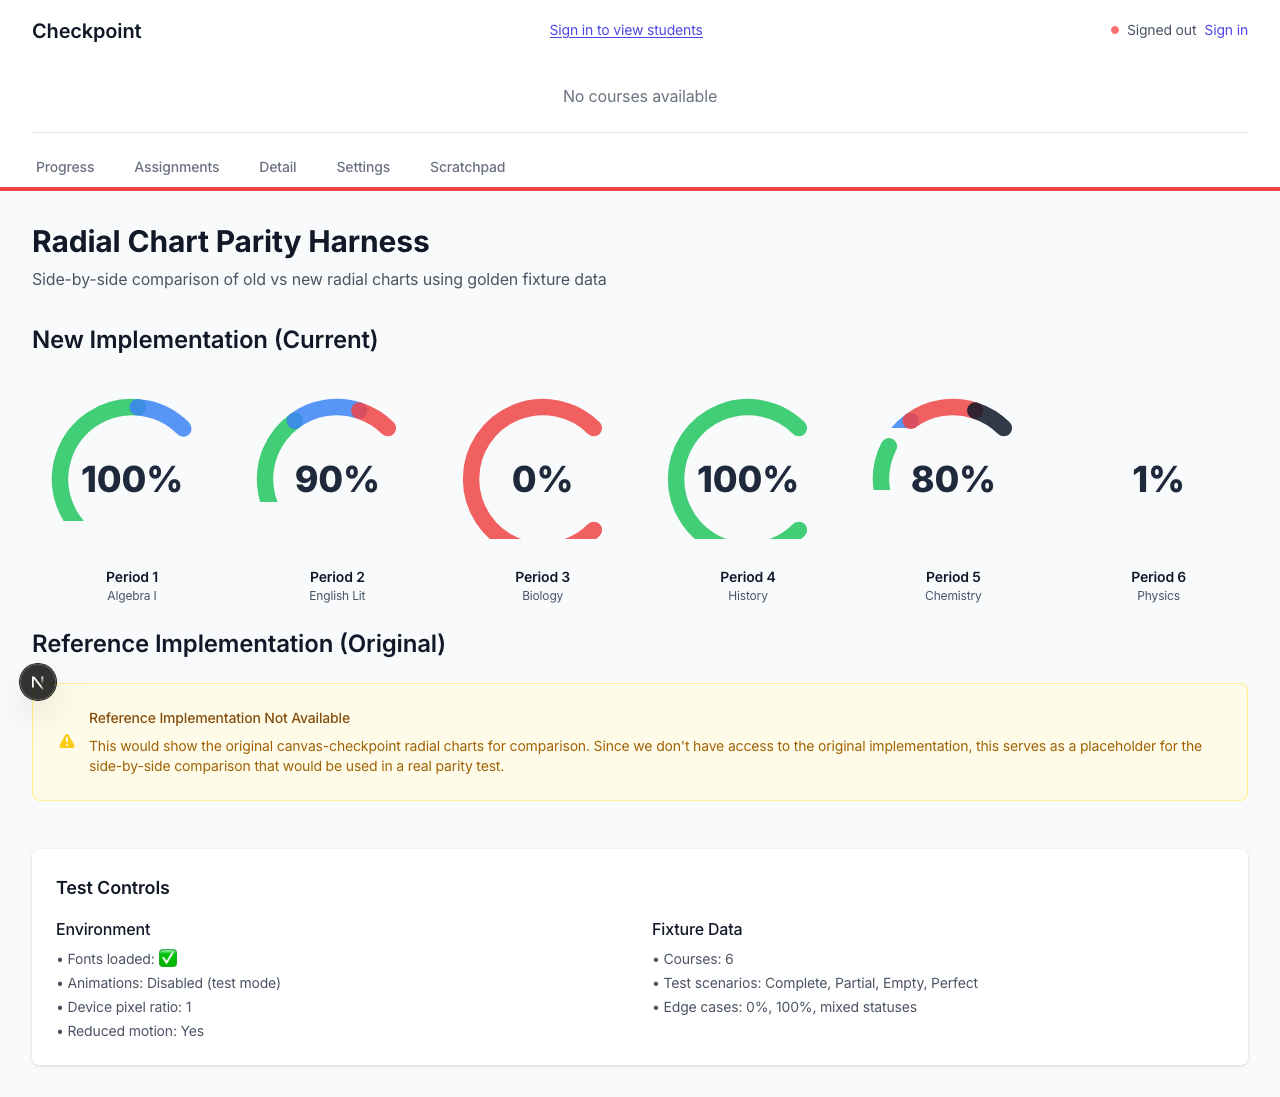 Checkpoint
Sign in to view students
Signed out Sign in
No courses available
Progress Assignments Detail Settings Scratchpad
Radial Chart Parity Harness
Side-by-side comparison of old vs new radial charts using golden fixture data
New Implementation (Current)
100% 90% 0% 100% 80% 1%
Period 1 Period 2 Period 3 Period 4 Period 5 Period 6
Algebra I English Lit Biology History Chemistry Physics
Reference Implementation (Original)
N
Reference Implementation Not Available
This would show the original canvas-checkpoint radial charts for comparison. Since we don't have access to the original implementation, this serves as a placeholder for the
side-by-side comparison that would be used in a real parity test.
Test Controls
Environment
• Fonts loaded: ✅
• Animations: Disabled (test mode)
• Device pixel ratio: 1
• Reduced motion: Yes
Fixture Data
• Courses: 6
• Test scenarios: Complete, Partial, Empty, Perfect
• Edge cases: 0%, 100%, mixed statuses